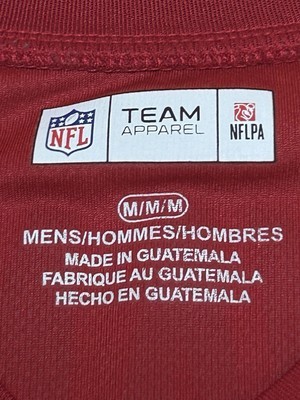 NFL
TEAM
APPAREL
NFLPA
M/M/M
MENS/HOMMES/HOMBRES
MADE IN GUATEMALA
FABRIQUE AU GUATEMALA
HECHO EN GUATEMALA